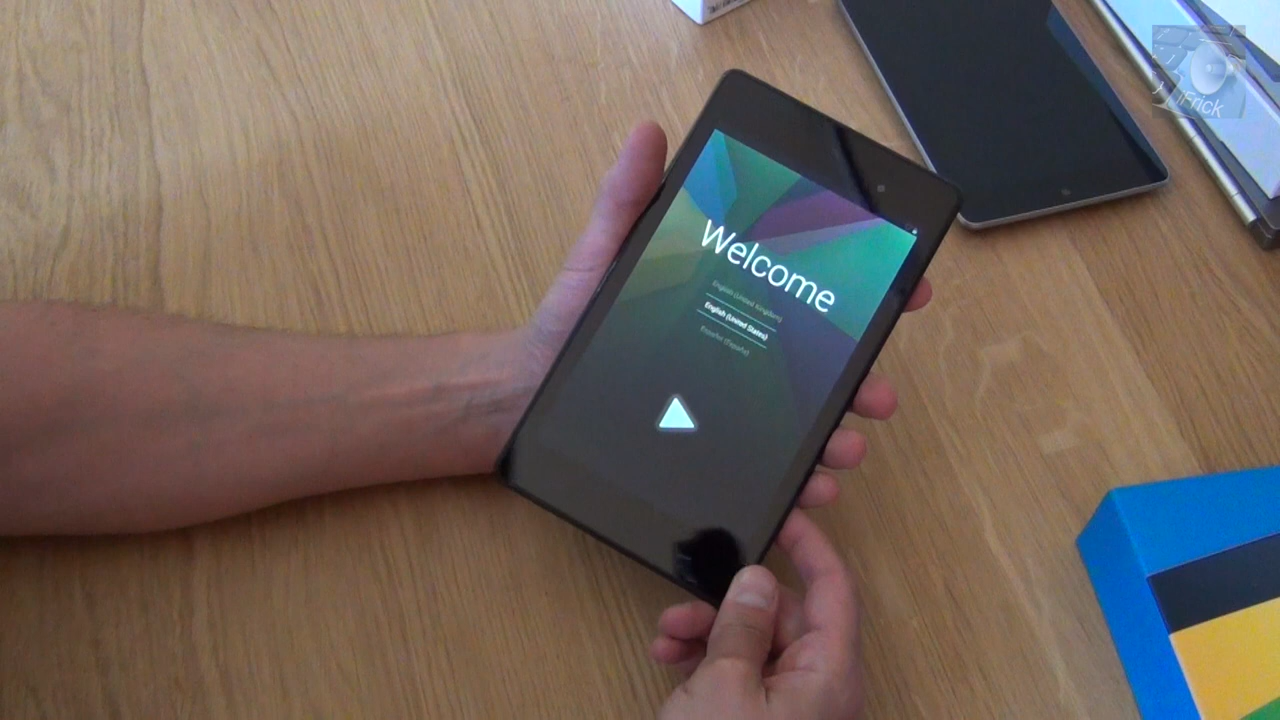 iFrick
Welcome
English (United Kingdom)
English (United States)
Español (España)